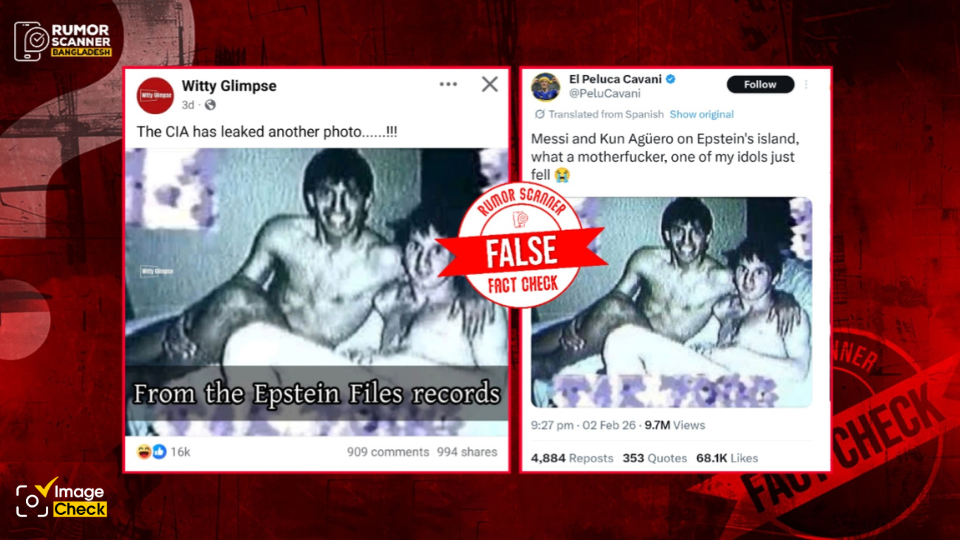 RUMOR
SCANNER
BANGLADESH
Witty Glimpse
Witty Glimpse
3d
The CIA has leaked another photo......!!!
Witty Glimpse
From the Epstein Files records
16k
909 comments 994 shares
El Peluca Cavani
@PeluCavani
Follow
Translated from Spanish Show original
Messi and Kun Agüero on Epstein's island,
what a motherfucker, one of my idols just
fell 😭
9:27 pm · 02 Feb 26 · 9.7M Views
4,884 Reposts 353 Quotes 68.1K Likes
RUMOR SCANNER
FALSE
FACT CHECK
FACT CHECK
Image
Check